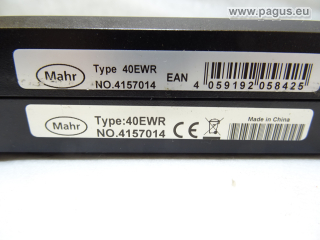 www.pagus.eu
Mahr
Type 40EWR
NO.4157014
EAN
4 059192 058425
Mahr
Type:40EWR
NO.4157014
CE
Made in China